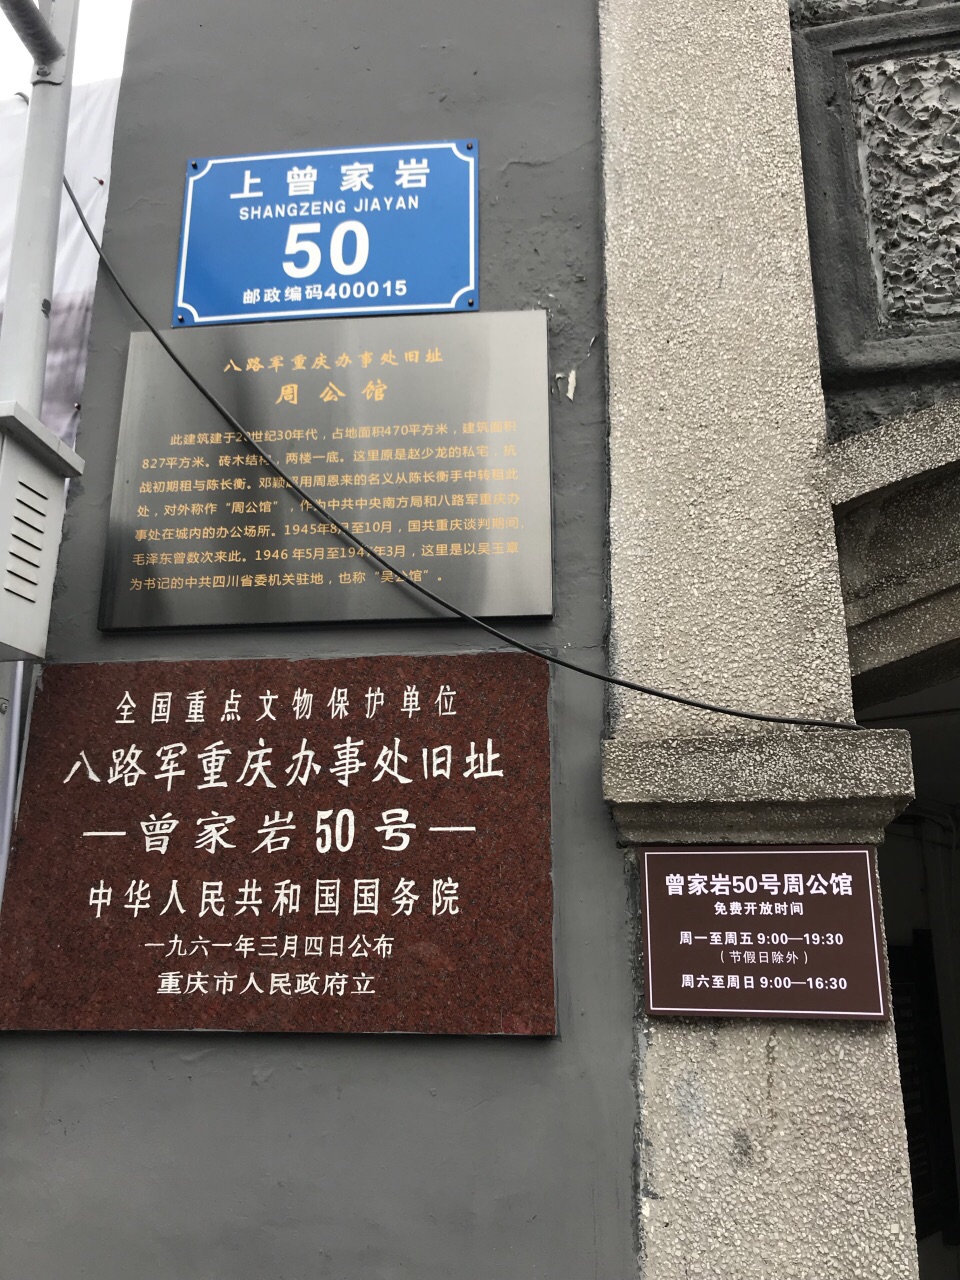 上曾家岩
SHANGZENG JIAYAN
50
邮政编码400015
八路军重庆办事处旧址
周公馆
此建筑建于20世纪30年代，占地面积470平方米，建筑面积
827平方米。砖木结构，两楼一底。这里原是赵少龙的私宅，抗
战初期租与陈长衡。邓颖超用周恩来的名义从陈长衡手中转租此
处，对外称作“周公馆”，作为中共中央南方局和八路军重庆办
事处在城内的办公场所。1945年8月至10月，国共重庆谈判期间，
毛泽东曾数次来此。1946年5月至1947年3月，这里是以吴玉章
为书记的中共四川省委机关驻地，也称“吴公馆”。
全国重点文物保护单位
八路军重庆办事处旧址
—曾家岩50号—
中华人民共和国国务院
一九六一年三月四日公布
重庆市人民政府立
曾家岩50号周公馆
免费开放时间
周一至周五 9:00—19:30
（节假日除外）
周六至周日 9:00—16:30